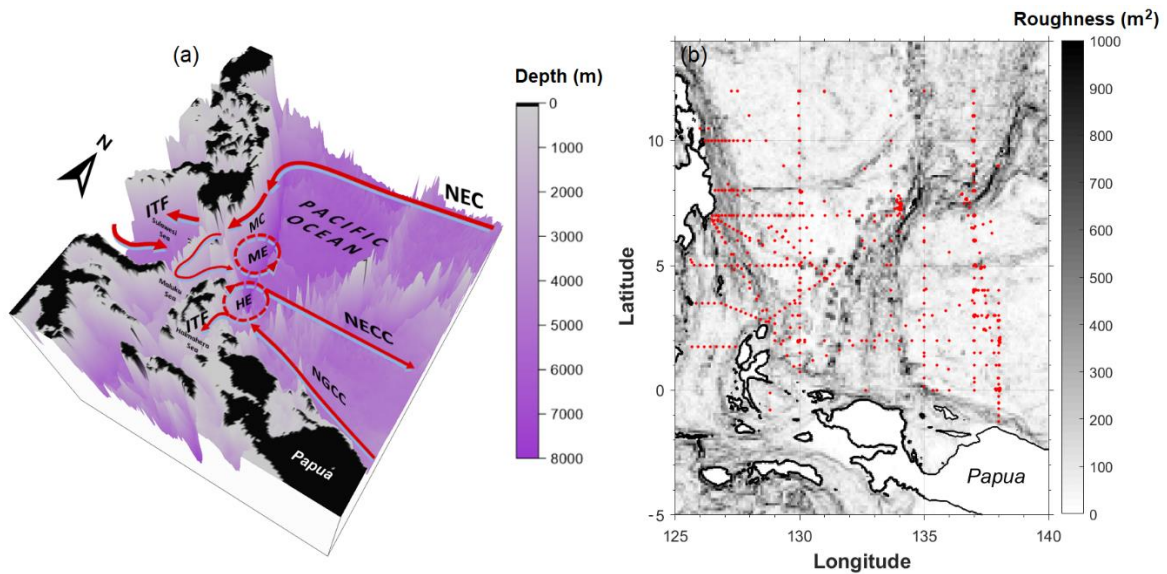 (a)
N
Depth (m)
0
1000
2000
3000
4000
5000
6000
7000
8000
ITF
Sulawesi
Sea
MC
ME
HE
Maluku
Sea
ITF
Halmahera
Sea
PACIFIC
OCEAN
NEC
NECC
NGCC
Papua
(b)
Roughness (m²)
1000
900
800
700
600
500
400
300
200
100
0
Latitude
10
5
0
-5
125
130
135
140
Longitude
Papua